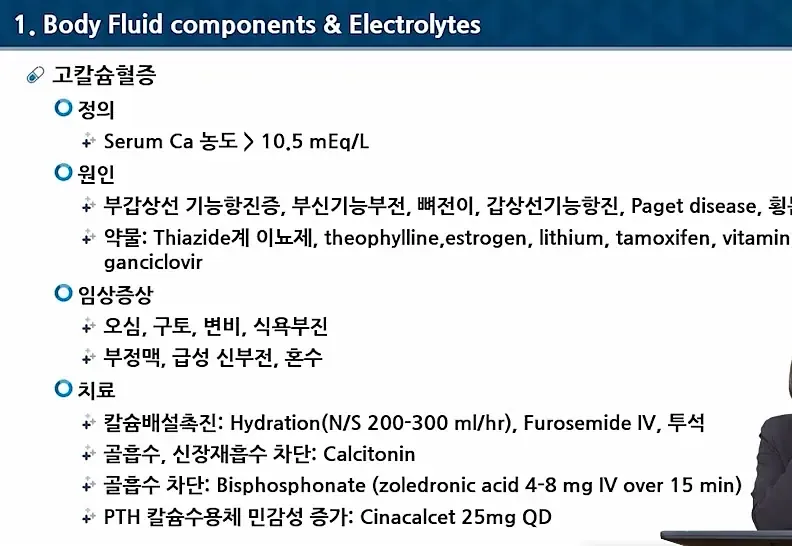 1. Body Fluid components & Electrolytes
고칼슘혈증
정의
Serum Ca 농도 > 10.5 mEq/L
원인
부갑상선 기능항진증, 부신기능부전, 뼈전이, 갑상선기능항진, Paget disease,
약물: Thiazide계 이뇨제, theophylline,estrogen, lithium, tamoxifen, vitamin
ganciclovir
임상증상
오심, 구토, 변비, 식욕부진
부정맥, 급성 신부전, 혼수
치료
칼슘배설촉진: Hydration(N/S 200-300 ml/hr), Furosemide IV, 투석
골흡수, 신장재흡수 차단: Calcitonin
골흡수 차단: Bisphosphonate (zoledronic acid 4-8 mg IV over 15 min)
PTH 칼슘수용체 민감성 증가: Cinacalcet 25mg QD